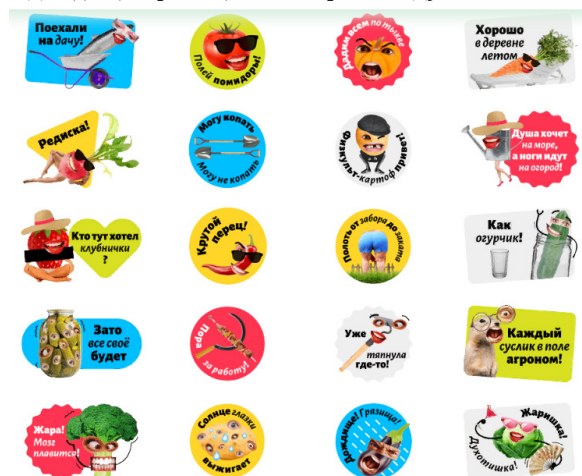 Поехали
на дачу!
Полей помидоры!
Дадим всем по тыкве
Хорошо
в деревне
летом
Редиска!
Могу копать
Могу не копать
Физкульт-картоф привет!
Душа хочет
на море,
а ноги идут
на огород!
Кто тут хотел
клубнички
?
Крутой
перец!
Полоть от забора до заката
Как
огурчик!
Зато
все своё
будет
Пора
за работу!
Уже
тяпнула
где-то!
Каждый
суслик в поле
агроном!
Жара!
Мозг
плавится!
Солнце глазки
выжигает
Дождище! Грязища!
Жаришка!
Духотишка!